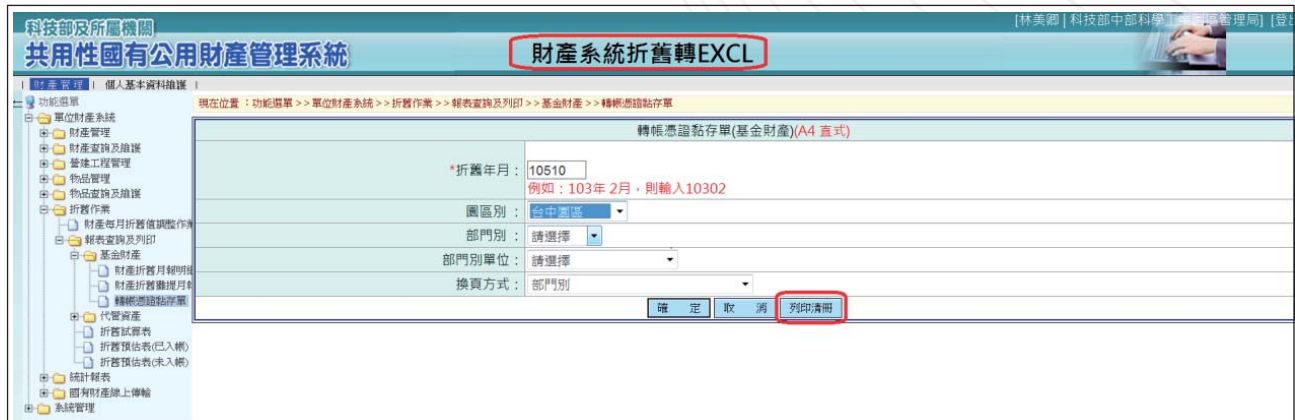 科技部及所屬機關
共用性國有公用財產管理系統
財產系統折舊轉EXCL
[林美卿 | 科技部中部科學工業園區管理局] [登出
| 財產管理 | 個人基本資料維護 |
功能選單
單位財產系統
財產管理
財產查詢及維護
營建工程管理
物品管理
物品查詢及維護
折舊作業
財產每月折舊值調整作業
報表查詢及列印
基金財產
財產折舊月報明細
財產折舊攤提月報
轉帳憑證黏存單
代管資產
折舊試算表
折舊預估表(已入帳)
折舊預估表(未入帳)
統計報表
國有財產線上傳輸
系統管理
現在位置：功能選單>>單位財產系統>>折舊作業>>報表查詢及列印>>基金財產>>轉帳憑證黏存單
轉帳憑證黏存單(基金財產)(A4 直式)
*折舊年月： 10510
例如：103年 2月，則輸入10302
園區別： 台中園區
部門別： 請選擇
部門別單位： 請選擇
換頁方式： 部門別
確 定 取 消 列印清冊